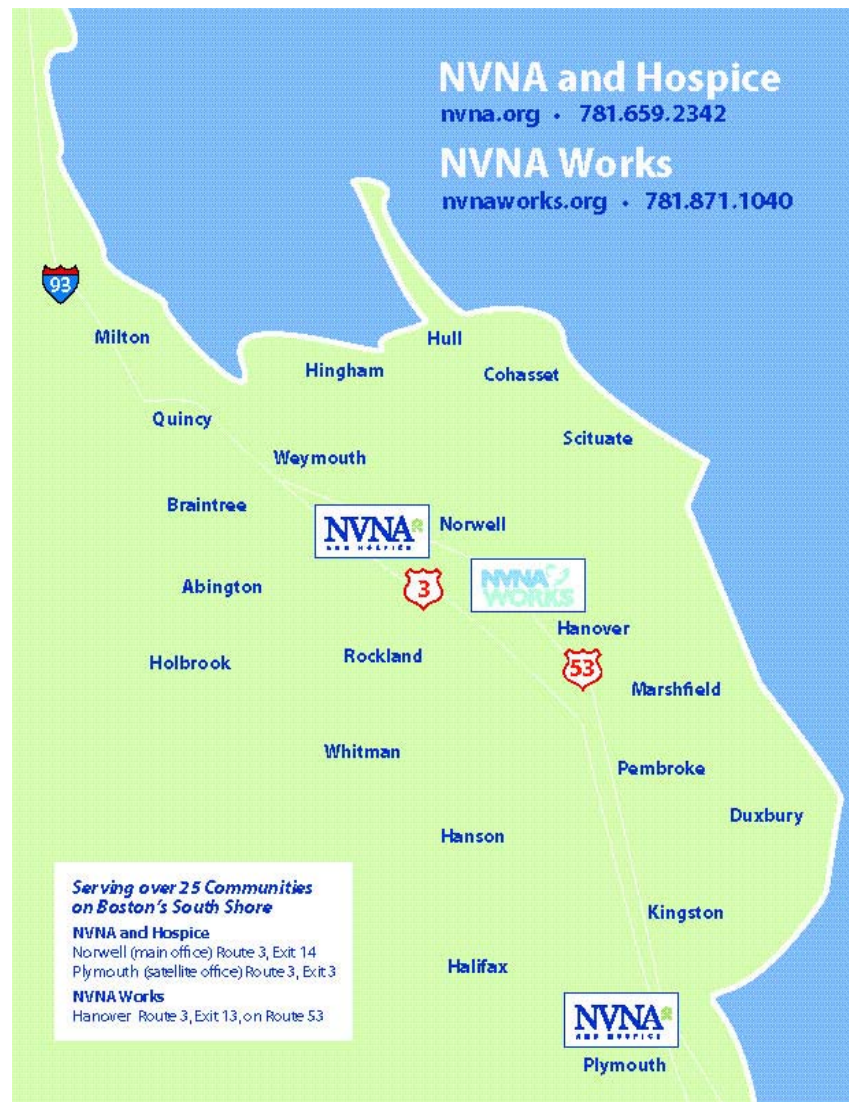 NVNA and Hospice
nvna.org • 781.659.2342
NVNA Works
nvnaworks.org • 781.871.1040
93
Milton
Hull
Hingham
Cohasset
Quincy
Scituate
Weymouth
Braintree
NVNA
AND HOSPICE
Norwell
Abington
3
NVNA
WORKS
Hanover
Holbrook
Rockland
53
Marshfield
Whitman
Pembroke
Duxbury
Hanson
Serving over 25 Communities
on Boston's South Shore
NVNA and Hospice
Norwell (main office) Route 3, Exit 14
Plymouth (satellite office) Route 3, Exit 3
NVNA Works
Hanover Route 3, Exit 13, on Route 53
Kingston
Halifax
NVNA
AND HOSPICE
Plymouth